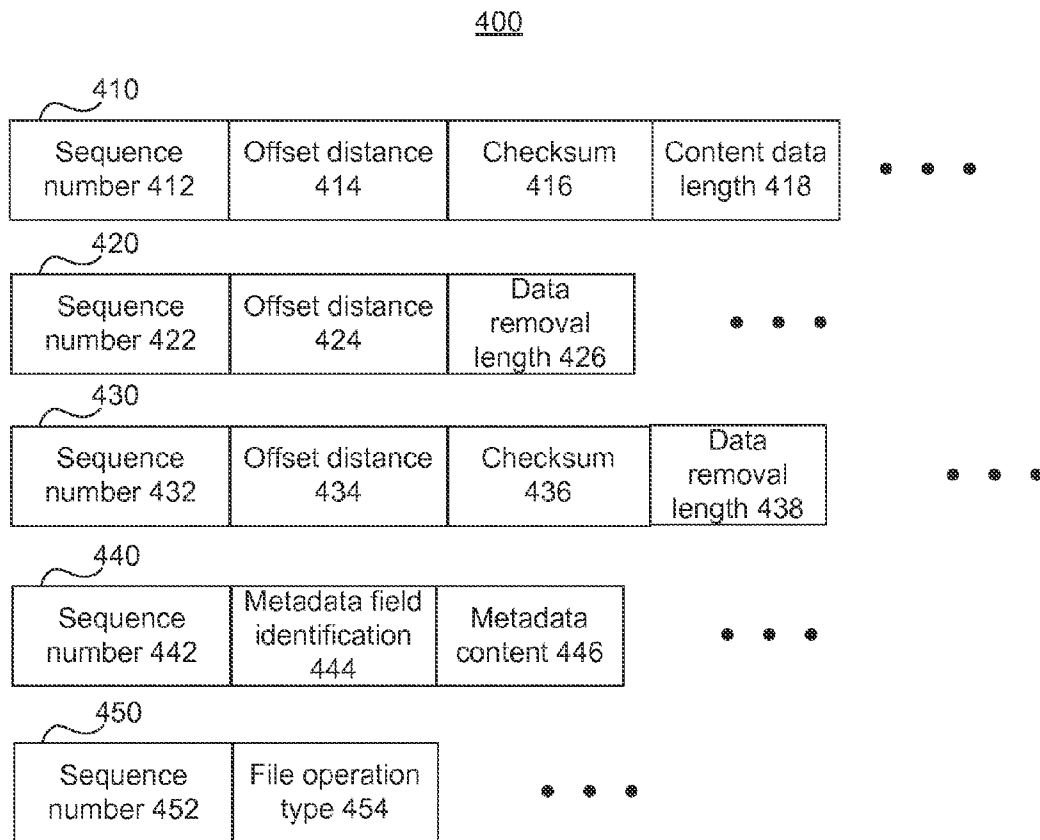 400
410
Sequence number 412
Offset distance 414
Checksum 416
Content data length 418
420
Sequence number 422
Offset distance 424
Data removal length 426
430
Sequence number 432
Offset distance 434
Checksum 436
Data removal length 438
440
Sequence number 442
Metadata field identification 444
Metadata content 446
450
Sequence number 452
File operation type 454